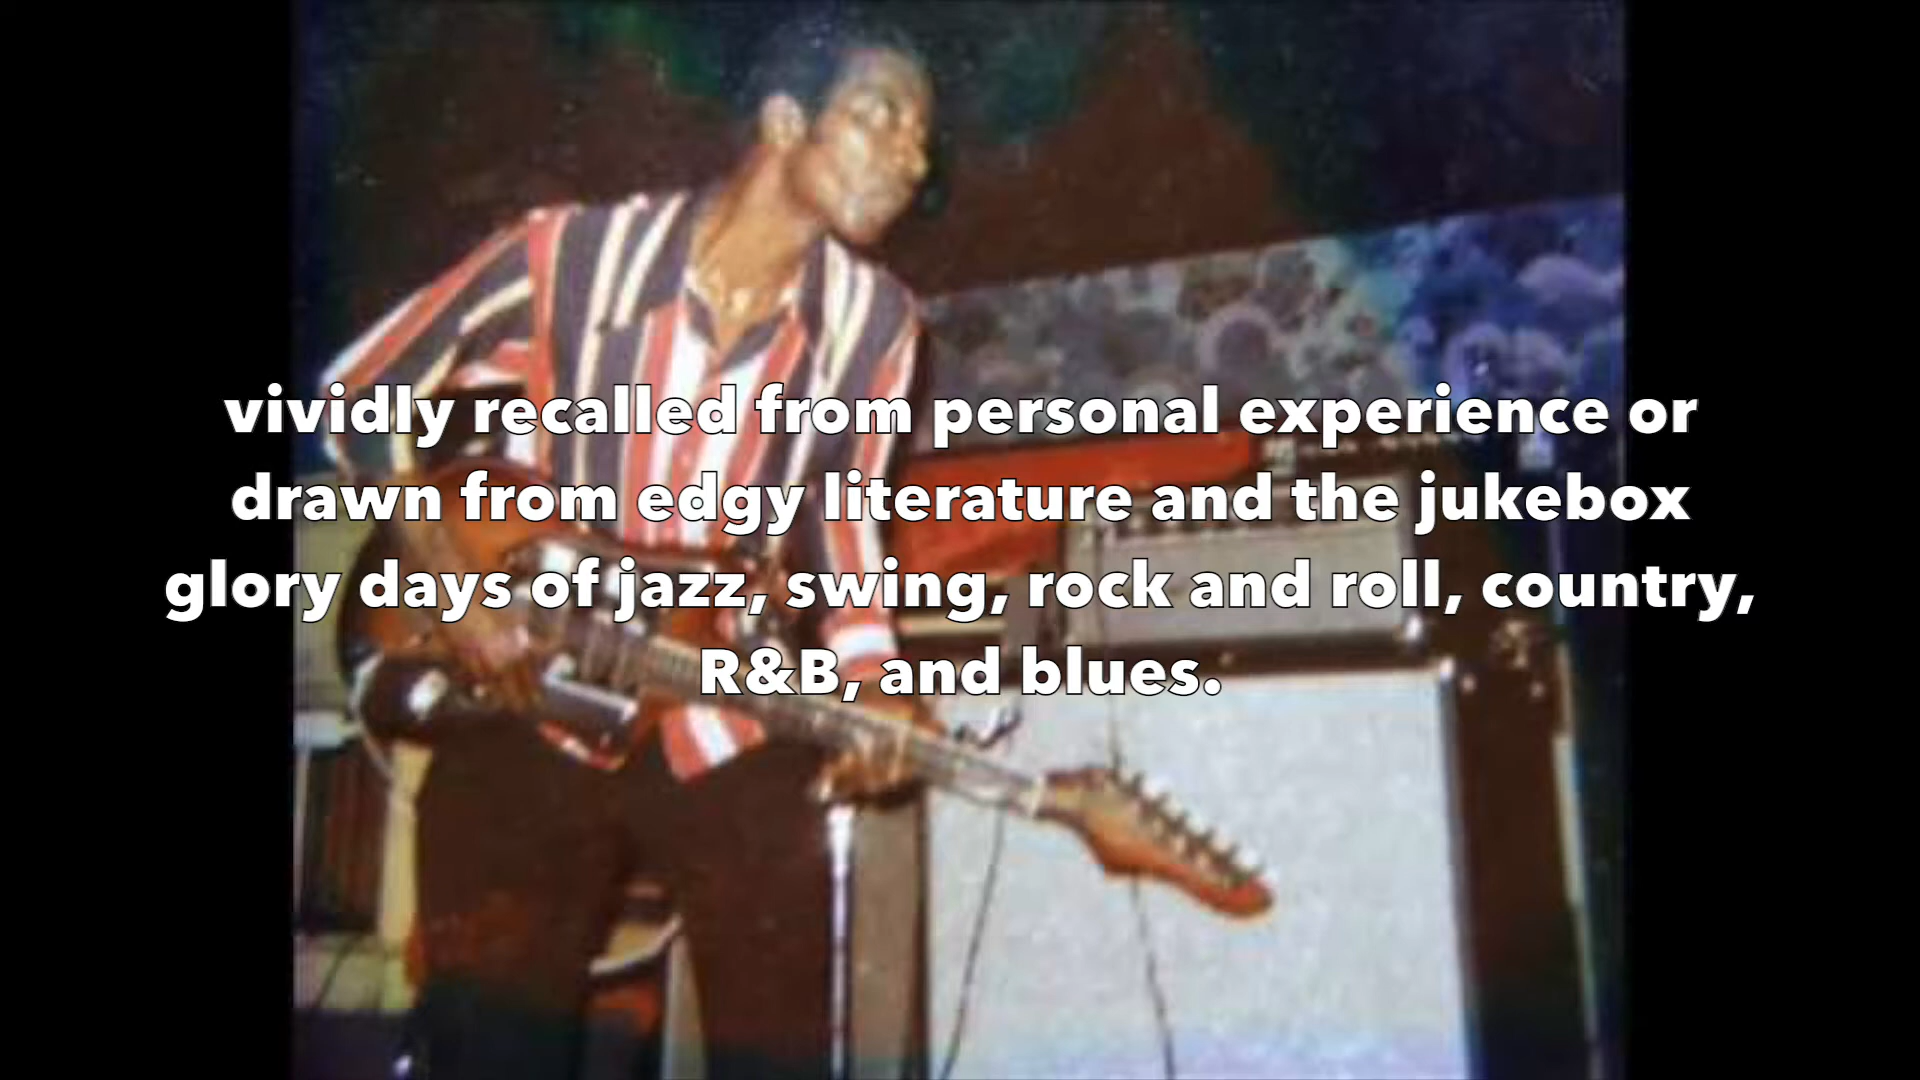 vividly recalled from personal experience or
drawn from edgy literature and the jukebox
glory days of jazz, swing, rock and roll, country,
R&B, and blues.